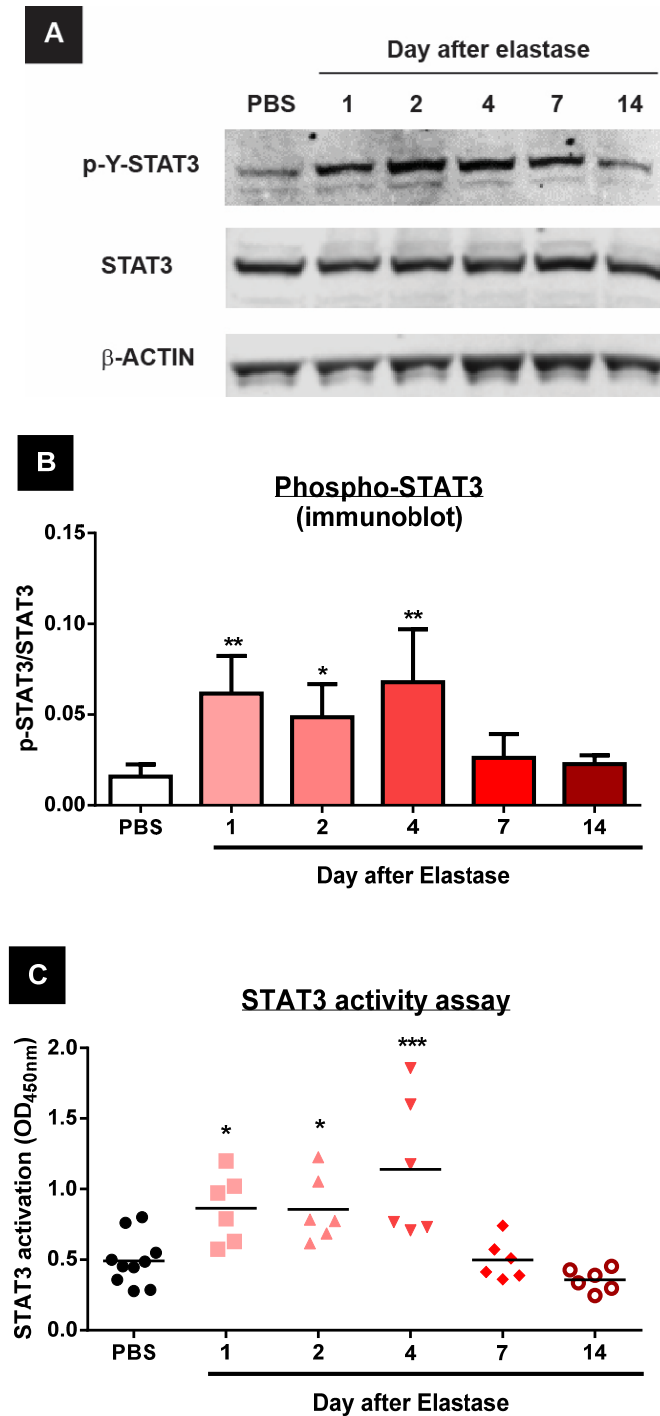 A
Day after elastase
PBS 1 2 4 7 14
p-Y-STAT3
STAT3
β-ACTIN
B
Phospho-STAT3
(immunoblot)
p-STAT3/STAT3
0.15
0.10
0.05
0.00
** * **
PBS 1 2 4 7 14
Day after Elastase
C
STAT3 activity assay
STAT3 activation (OD450nm)
2.0
1.5
1.0
0.5
0.0
* * ***
PBS 1 2 4 7 14
Day after Elastase